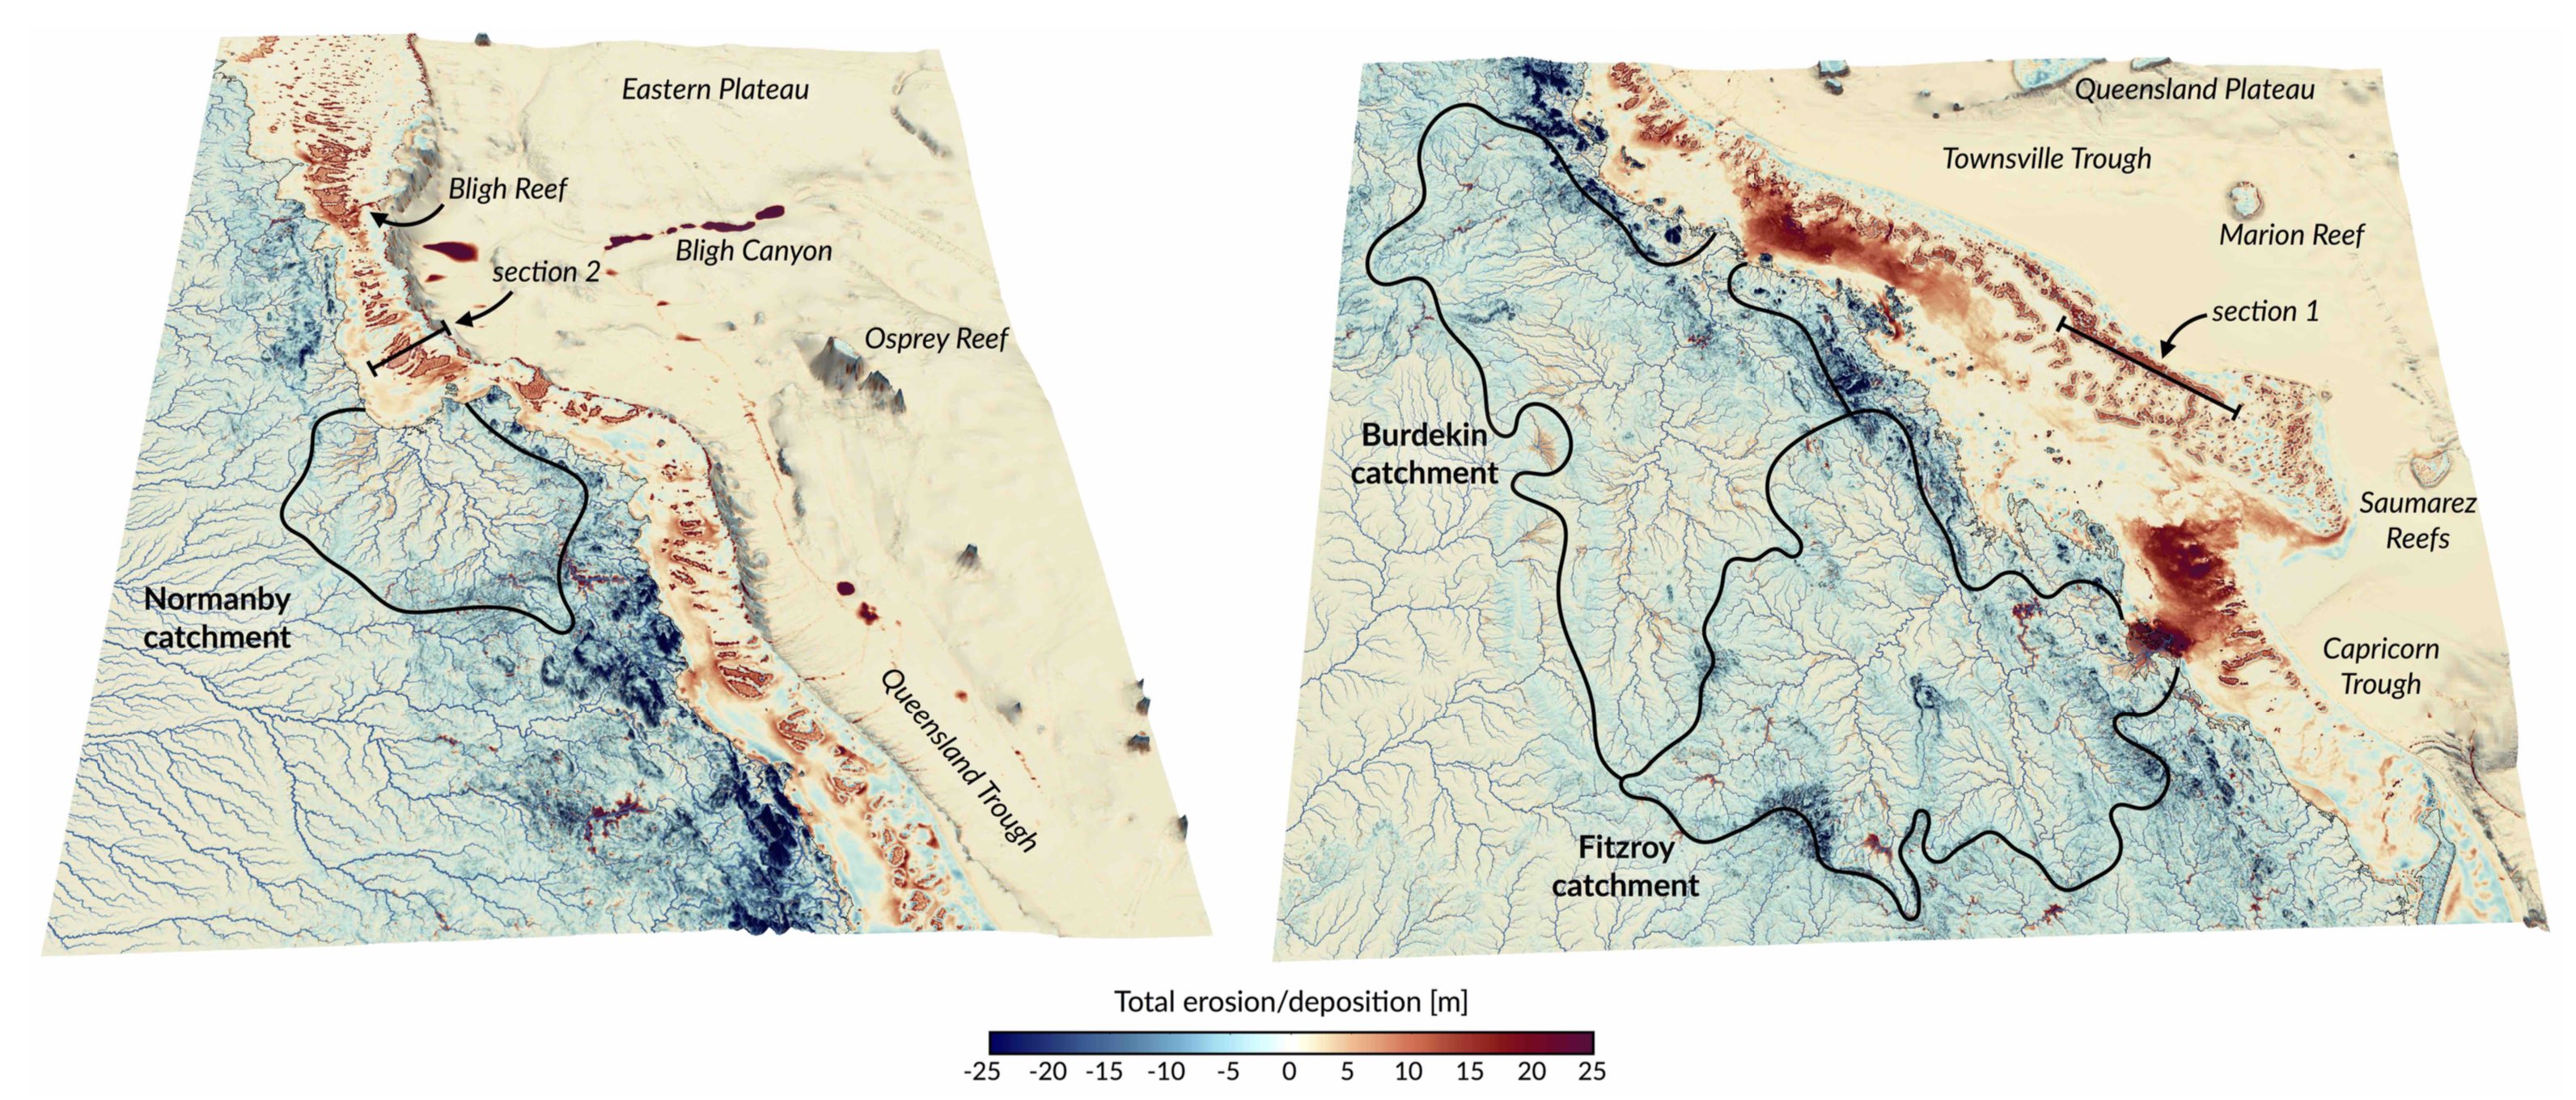 Eastern Plateau
Bligh Reef
Bligh Canyon
section 2
Osprey Reef
Normanby
catchment
Queensland Trough
Queensland Plateau
Townsville Trough
Marion Reef
section 1
Burdekin
catchment
Saumarez
Reefs
Capricorn
Trough
Fitzroy
catchment
Total erosion/deposition [m]
-25 -20 -15 -10 -5 0 5 10 15 20 25